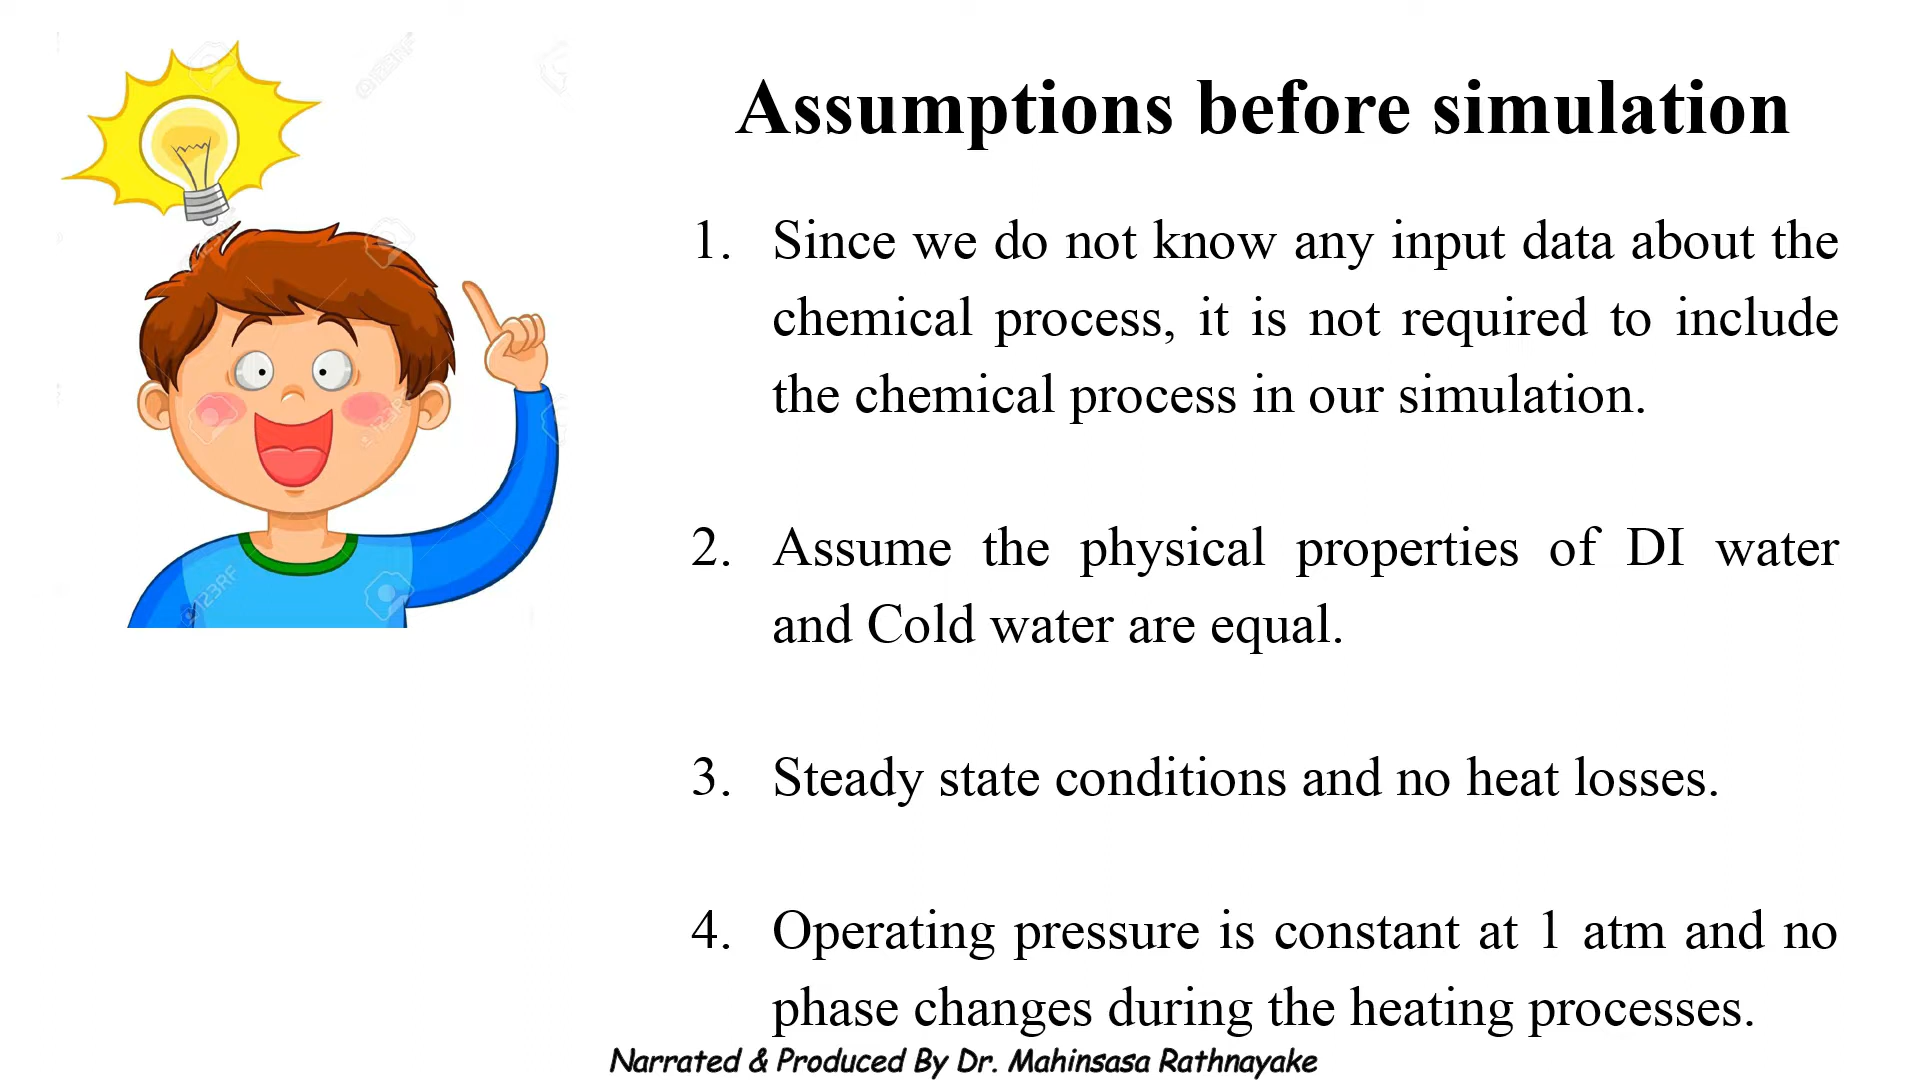 Assumptions before simulation
1. Since we do not know any input data about the
chemical process, it is not required to include
the chemical process in our simulation.
2. Assume the physical properties of DI water
and Cold water are equal.
3. Steady state conditions and no heat losses.
4. Operating pressure is constant at 1 atm and no
phase changes during the heating processes.
Narrated & Produced By Dr. Mahinsasa Rathnayake
@123RF
123RF
123RF